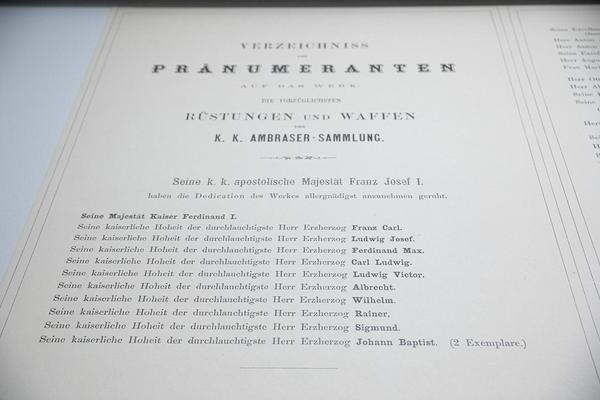 VERZEICHNISS
DER
PRÄNUMERANTEN
AUF DAS WERK:
DIE VORZÜGLICHSTEN
RÜSTUNGEN UND WAFFEN
DER
K. K. AMBRASER-SAMMLUNG.
Seine k. k. apostolische Majestät Franz Josef I.
haben die Dedication des Werkes allergnädigst anzunehmen geruht.
Seine Majestät Kaiser Ferdinand I.
Seine kaiserliche Hoheit der durchlauchtigste Herr Erzherzog Franz Carl.
Seine kaiserliche Hoheit der durchlauchtigste Herr Erzherzog Ludwig Josef.
Seine kaiserliche Hoheit der durchlauchtigste Herr Erzherzog Ferdinand Max.
Seine kaiserliche Hoheit der durchlauchtigste Herr Erzherzog Carl Ludwig.
Seine kaiserliche Hoheit der durchlauchtigste Herr Erzherzog Ludwig Victor.
Seine kaiserliche Hoheit der durchlauchtigste Herr Erzherzog Albrecht.
Seine kaiserliche Hoheit der durchlauchtigste Herr Erzherzog Wilhelm.
Seine kaiserliche Hoheit der durchlauchtigste Herr Erzherzog Rainer.
Seine kaiserliche Hoheit der durchlauchtigste Herr Erzherzog Sigmund.
Seine kaiserliche Hoheit der durchlauchtigste Herr Erzherzog Johann Baptist. (2 Exemplare.)
Herr Anton
Herr Anton